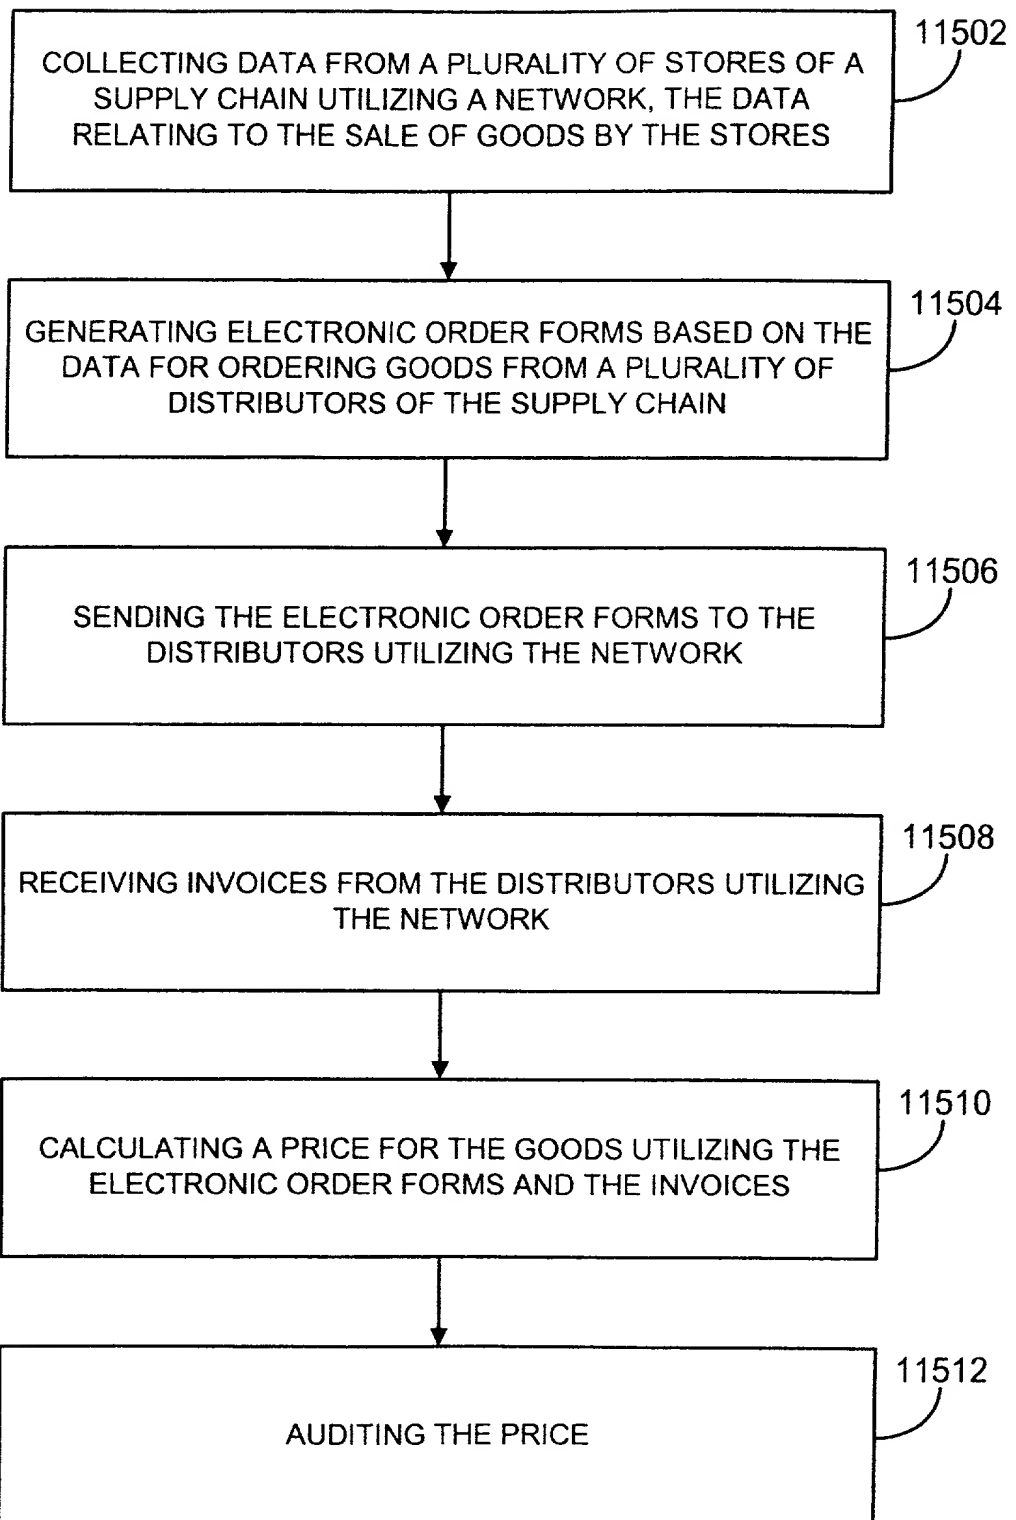 11502
COLLECTING DATA FROM A PLURALITY OF STORES OF A
SUPPLY CHAIN UTILIZING A NETWORK, THE DATA
RELATING TO THE SALE OF GOODS BY THE STORES
11504
GENERATING ELECTRONIC ORDER FORMS BASED ON THE
DATA FOR ORDERING GOODS FROM A PLURALITY OF
DISTRIBUTORS OF THE SUPPLY CHAIN
11506
SENDING THE ELECTRONIC ORDER FORMS TO THE
DISTRIBUTORS UTILIZING THE NETWORK
11508
RECEIVING INVOICES FROM THE DISTRIBUTORS UTILIZING
THE NETWORK
11510
CALCULATING A PRICE FOR THE GOODS UTILIZING THE
ELECTRONIC ORDER FORMS AND THE INVOICES
11512
AUDITING THE PRICE